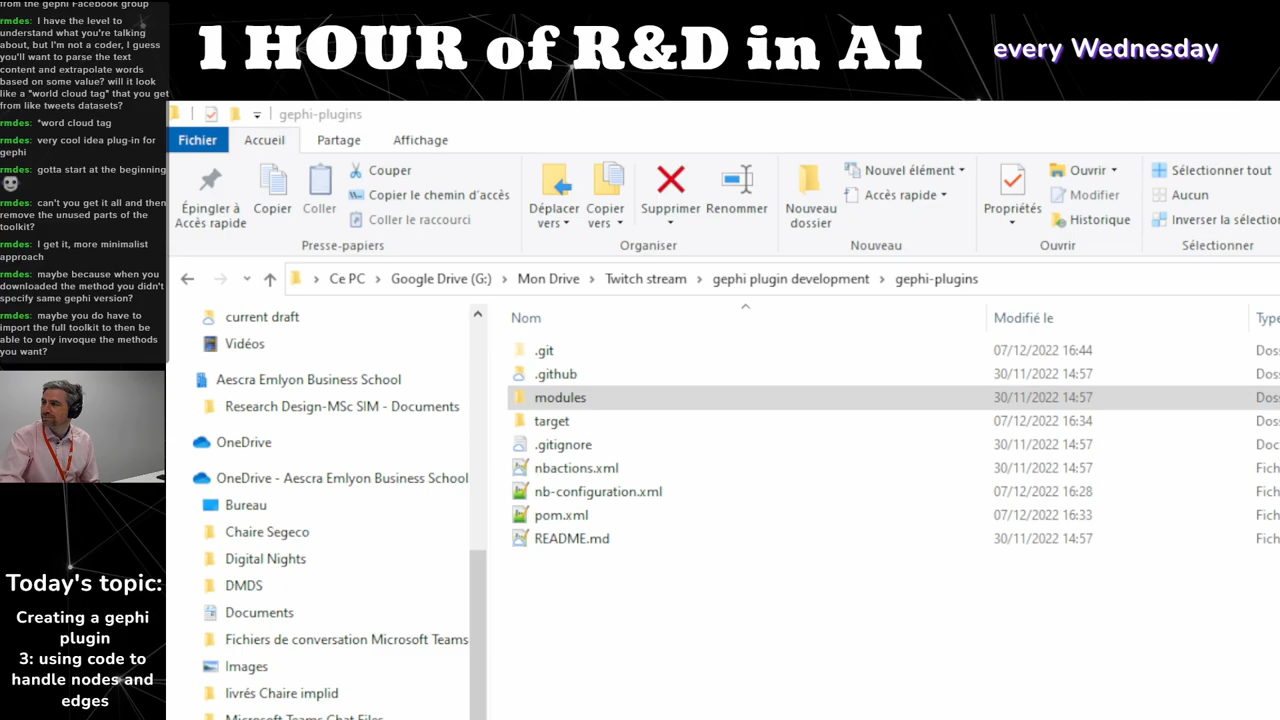 from the gephi Facebook group
rmdes: I have the level to
understand what you're talking
about, but I'm not a coder, I guess
you'll want to parse the text
content and extrapolate words
based on some value? will it look
like a "world cloud tag" that you get
from like tweets datasets?
rmdes: *word cloud tag
rmdes: very cool idea plug-in for
gephi
rmdes: gotta start at the beginning
rmdes: can't you get it all and then
remove the unused parts of the
toolkit?
rmdes: I get it, more minimalist
approach
rmdes: maybe because when you
downloaded the method you didn't
specify same gephi version?
rmdes: maybe you do have to
import the full toolkit to then be
able to only invoque the methods
you want?
1 HOUR of R&D in AI
every Wednesday
gephi-plugins
Fichier Accueil Partage Affichage
Épingler à
Accès rapide
Copier
Coller
Couper
Copier le chemin d'accès
Coller le raccourci
Presse-papiers
Déplacer
vers
Copier
vers
Supprimer
Renommer
Organiser
Nouveau
dossier
Nouvel élément
Accès rapide
Nouveau
Propriétés
Ouvrir
Modifier
Historique
Ouvrir
Sélectionner tout
Aucun
Inverser la sélection
Sélectionner
Ce PC > Google Drive (G:) > Mon Drive > Twitch stream > gephi plugin development > gephi-plugins
current draft
Vidéos
Aescra Emlyon Business School
Research Design-MSc SIM - Documents
OneDrive
OneDrive - Aescra Emlyon Business School
Bureau
Chaire Segeco
Digital Nights
DMDS
Documents
Fichiers de conversation Microsoft Teams
Images
livrés Chaire implid
Microsoft Teams Chat Files
Nom Modifié le Type
.git 07/12/2022 16:44 Doss
.github 30/11/2022 14:57 Doss
modules 30/11/2022 14:57 Doss
target 07/12/2022 16:34 Doss
.gitignore 30/11/2022 14:57 Doc
nbactions.xml 30/11/2022 14:57 Fich
nb-configuration.xml 07/12/2022 16:28 Fich
pom.xml 07/12/2022 16:33 Fich
README.md 30/11/2022 14:57 Fich
Today's topic:
Creating a gephi
plugin
3: using code to
handle nodes and
edges